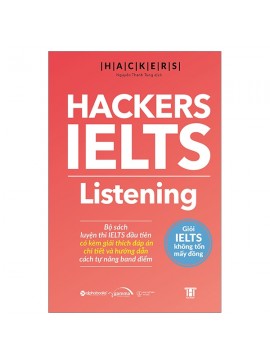 |H|A|C|K|E|R|S|
Nguyễn Thanh Tùng dịch
HACKERS
IELTS
Listening
Bộ sách
luyện thi IELTS đầu tiên
có kèm giải thích đáp án
chi tiết và hướng dẫn
cách tự nâng band điểm
Giỏi
IELTS
không tốn
mấy đồng
alphabooks